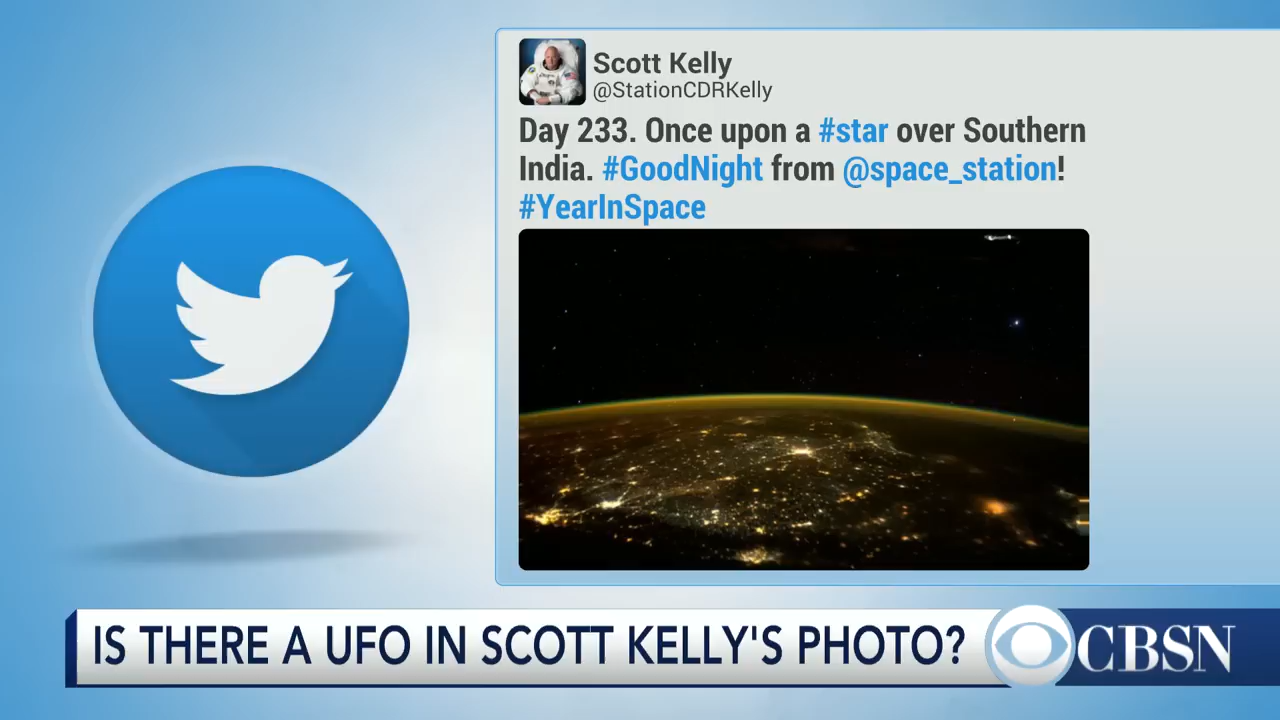 Scott Kelly
@StationCDRKelly
Day 233. Once upon a #star over Southern
India. #GoodNight from @space_station!
#YearInSpace
IS THERE A UFO IN SCOTT KELLY'S PHOTO?
CBSN